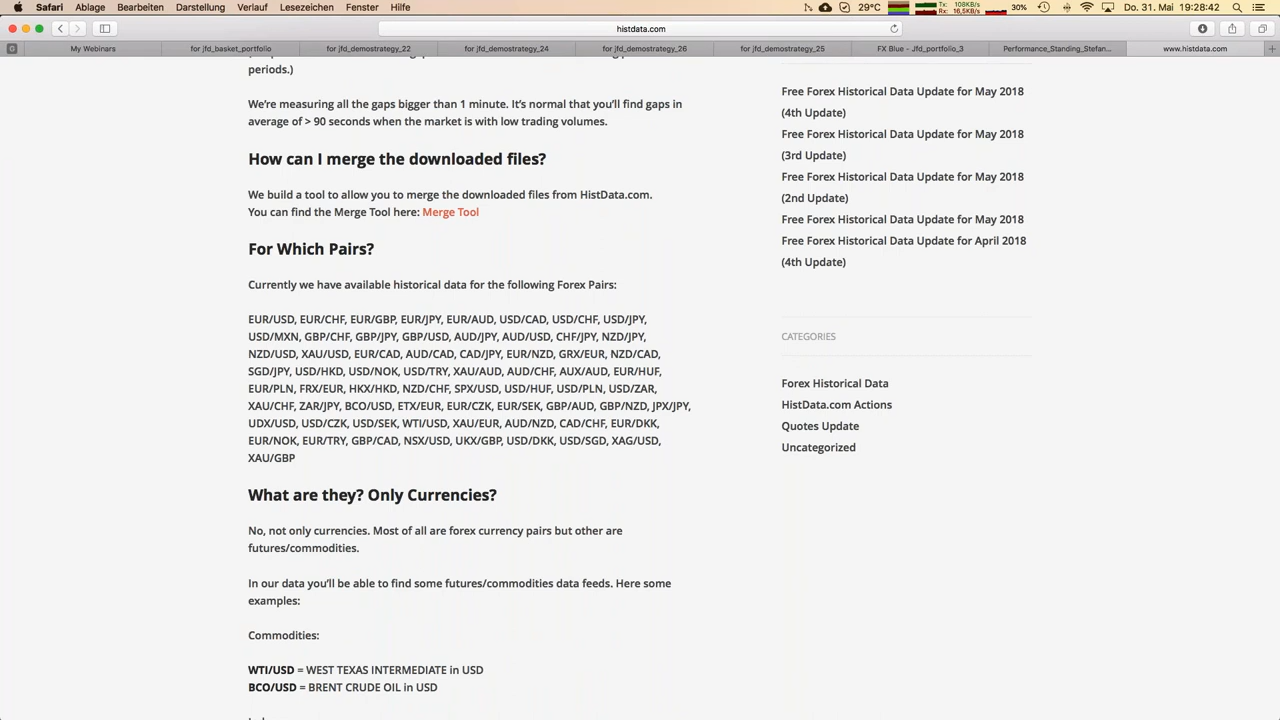 Safari Ablage Bearbeiten Darstellung Verlauf Lesezeichen Fenster Hilfe 29°C Tx: 108KB/s Rx: 16,5KB/s 30% Do. 31. Mai 19:28:42
histdata.com
My Webinars for jfd_basket_portfolio for jfd_demostrategy_22 for jfd_demostrategy_24 for jfd_demostrategy_26 for jfd_demostrategy_25 FX Blue - Jfd_portfolio_3 Performance_Standing_Stefan... www.histdata.com
periods.)
We're measuring all the gaps bigger than 1 minute. It's normal that you'll find gaps in
average of > 90 seconds when the market is with low trading volumes.
How can I merge the downloaded files?
We build a tool to allow you to merge the downloaded files from HistData.com.
You can find the Merge Tool here: Merge Tool
For Which Pairs?
Currently we have available historical data for the following Forex Pairs:
EUR/USD, EUR/CHF, EUR/GBP, EUR/JPY, EUR/AUD, USD/CAD, USD/CHF, USD/JPY,
USD/MXN, GBP/CHF, GBP/JPY, GBP/USD, AUD/JPY, AUD/USD, CHF/JPY, NZD/JPY,
NZD/USD, XAU/USD, EUR/CAD, AUD/CAD, CAD/JPY, EUR/NZD, GRX/EUR, NZD/CAD,
SGD/JPY, USD/HKD, USD/NOK, USD/TRY, XAU/AUD, AUD/CHF, AUX/AUD, EUR/HUF,
EUR/PLN, FRX/EUR, HKX/HKD, NZD/CHF, SPX/USD, USD/HUF, USD/PLN, USD/ZAR,
XAU/CHF, ZAR/JPY, BCO/USD, ETX/EUR, EUR/CZK, EUR/SEK, GBP/AUD, GBP/NZD, JPX/JPY,
UDX/USD, USD/CZK, USD/SEK, WTI/USD, XAU/EUR, AUD/NZD, CAD/CHF, EUR/DKK,
EUR/NOK, EUR/TRY, GBP/CAD, NSX/USD, UKX/GBP, USD/DKK, USD/SGD, XAG/USD,
XAU/GBP
What are they? Only Currencies?
No, not only currencies. Most of all are forex currency pairs but other are
futures/commodities.
In our data you'll be able to find some futures/commodities data feeds. Here some
examples:
Commodities:
WTI/USD = WEST TEXAS INTERMEDIATE in USD
BCO/USD = BRENT CRUDE OIL in USD
Free Forex Historical Data Update for May 2018
(4th Update)
Free Forex Historical Data Update for May 2018
(3rd Update)
Free Forex Historical Data Update for May 2018
(2nd Update)
Free Forex Historical Data Update for May 2018
Free Forex Historical Data Update for April 2018
(4th Update)
CATEGORIES
Forex Historical Data
HistData.com Actions
Quotes Update
Uncategorized